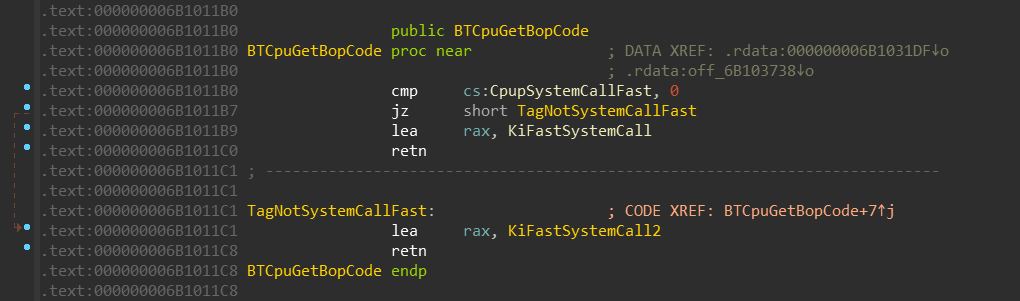 .text:000000006B1011B0
.text:000000006B1011B0 public BTCpuGetBopCode
.text:000000006B1011B0 BTCpuGetBopCode proc near ; DATA XREF: .rdata:000000006B1031DF↓o
.text:000000006B1011B0 ; .rdata:off_6B103738↓o
.text:000000006B1011B0 cmp cs:CpupSystemCallFast, 0
.text:000000006B1011B7 jz short TagNotSystemCallFast
.text:000000006B1011B9 lea rax, KiFastSystemCall
.text:000000006B1011C0 retn
.text:000000006B1011C1 ; ---------------------------------------------------------------------------
.text:000000006B1011C1
.text:000000006B1011C1 TagNotSystemCallFast: ; CODE XREF: BTCpuGetBopCode+7↑j
.text:000000006B1011C1 lea rax, KiFastSystemCall2
.text:000000006B1011C8 retn
.text:000000006B1011C8 BTCpuGetBopCode endp
.text:000000006B1011C8